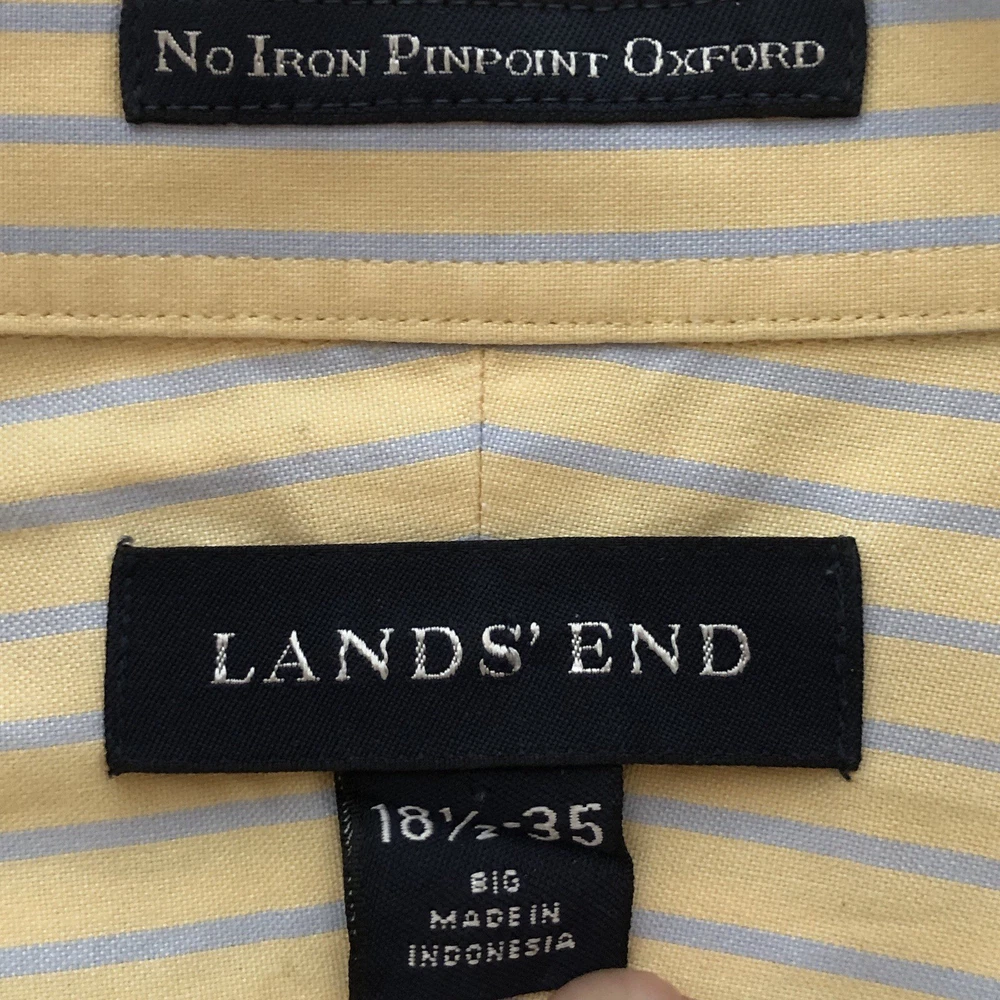 No Iron Pinpoint Oxford
LANDS' END
18½-35
BIG
MADE IN
INDONESIA